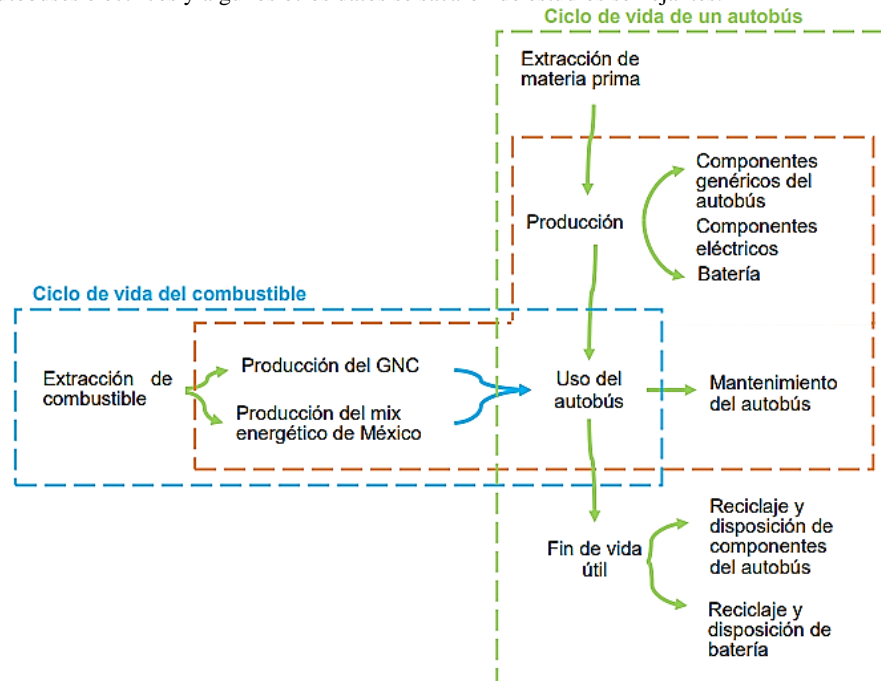 Ciclo de vida de un autobús
Extracción de
materia prima
Componentes
genéricos del
autobús
Producción
Componentes
eléctricos
Batería
Ciclo de vida del combustible
Extracción de
combustible
Producción del GNC
Producción del mix
energético de México
Uso del
autobús
Mantenimiento
del autobús
Fin de vida
útil
Reciclaje y
disposición de
componentes
del autobús
Reciclaje y
disposición de
batería